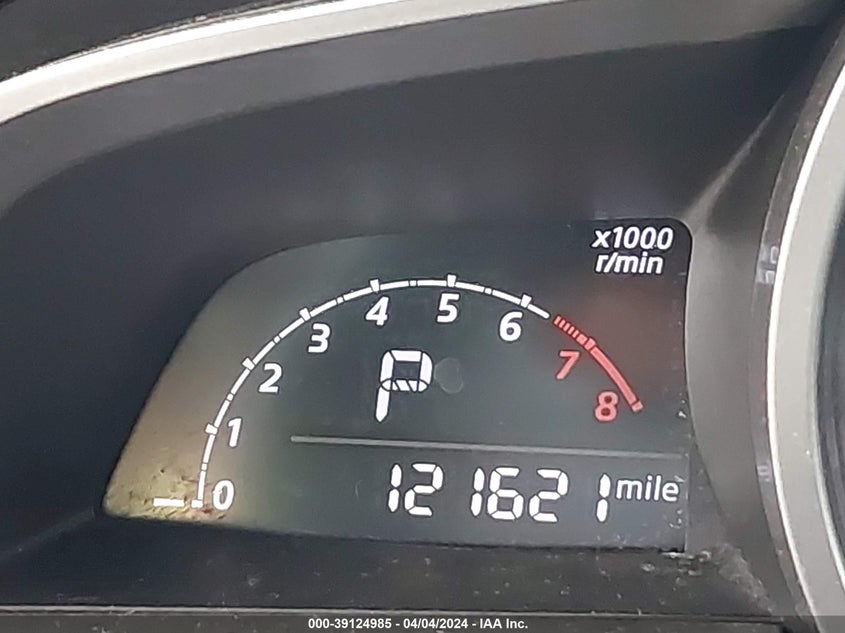 x1000
r/min
0 1 2 3 4 5 6 7 8
P
121621 mile
000-39124985 - 04/04/2024 - IAA Inc.